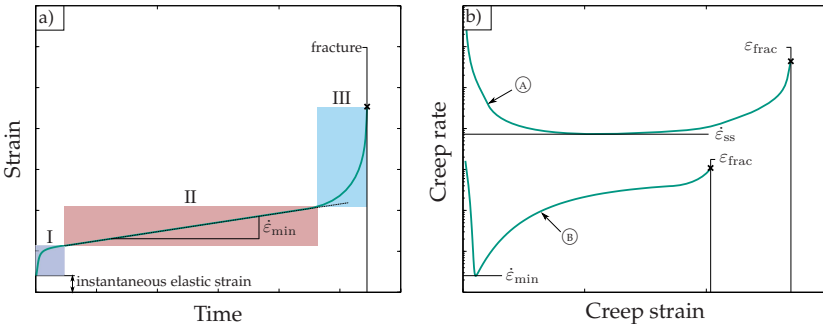 a)
fracture
III
II
I
ε̇min
instantaneous elastic strain
Strain
Time
b)
εfrac
Ⓐ
ε̇ss
εfrac
Ⓑ
ε̇min
Creep rate
Creep strain